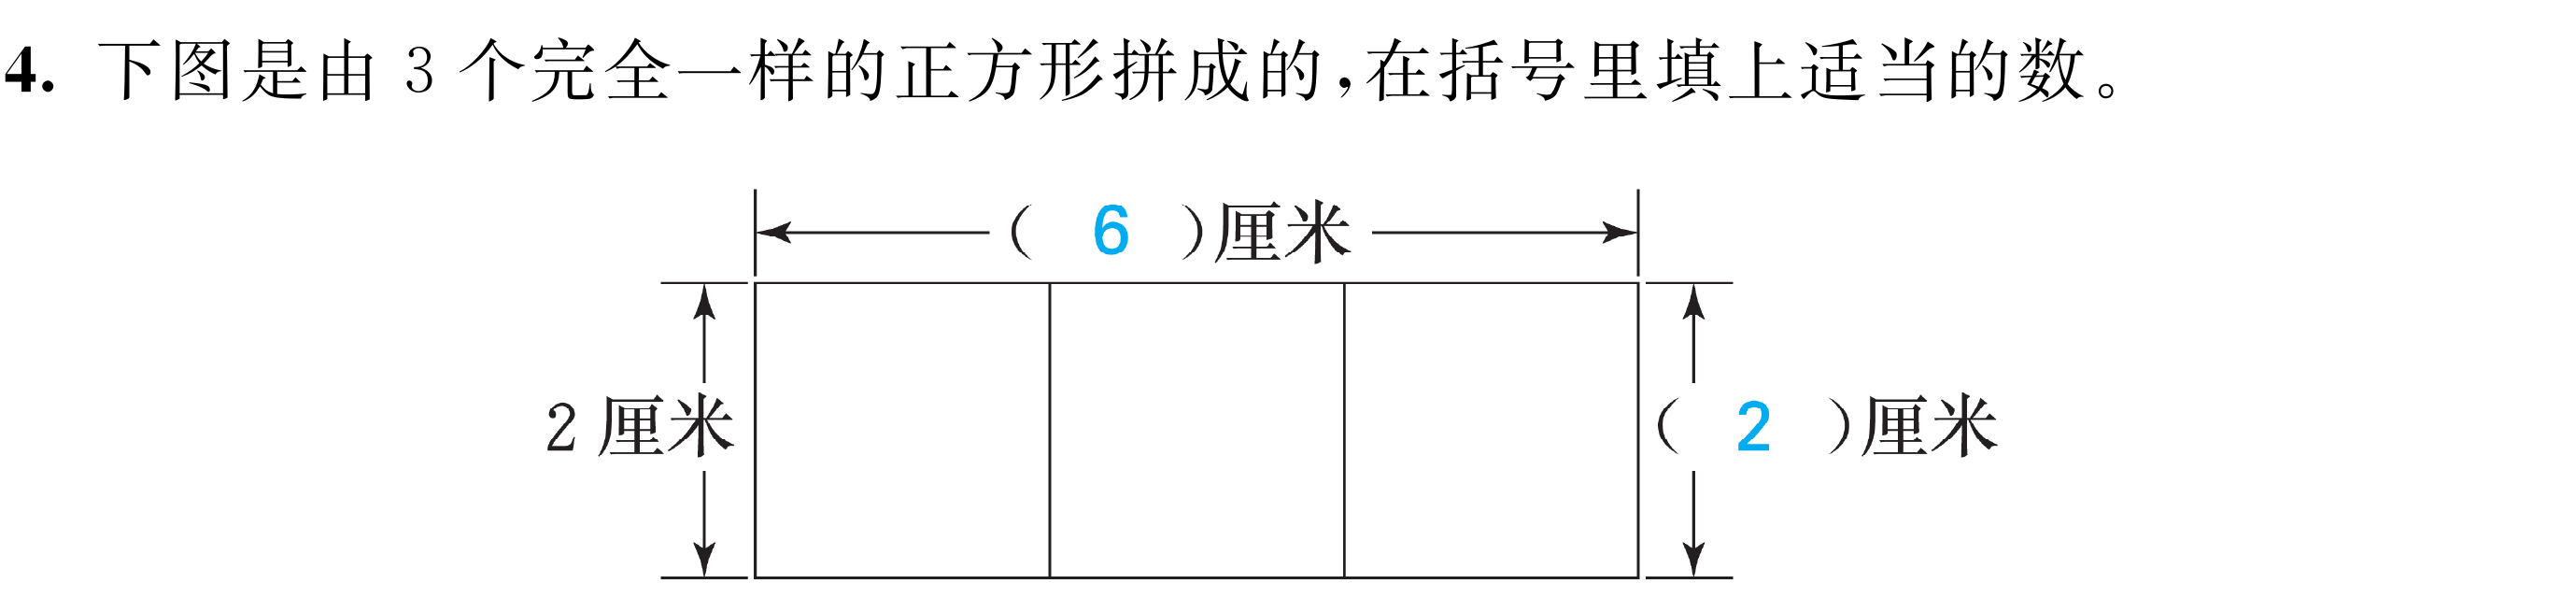 4. 下图是由 3 个完全一样的正方形拼成的,在括号里填上适当的数。
( 6 )厘米
2 厘米
( 2 )厘米